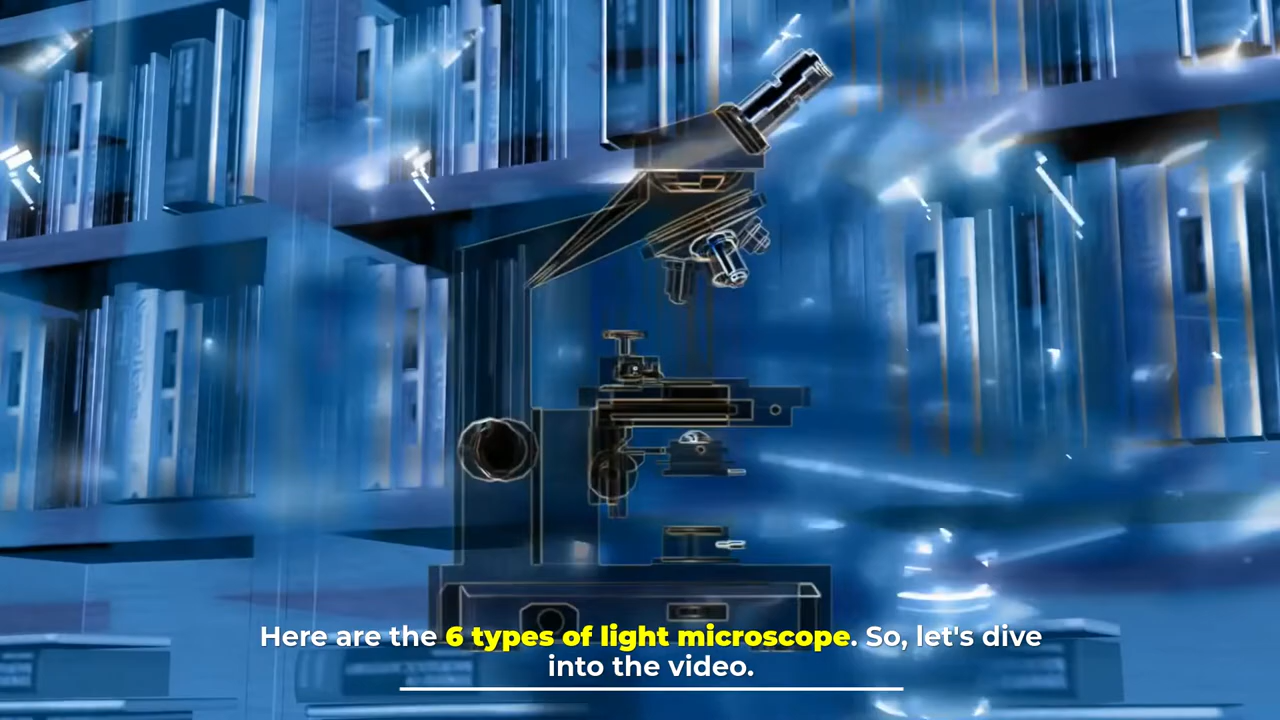 Here are the 6 types of light microscope. So, let's dive
into the video.